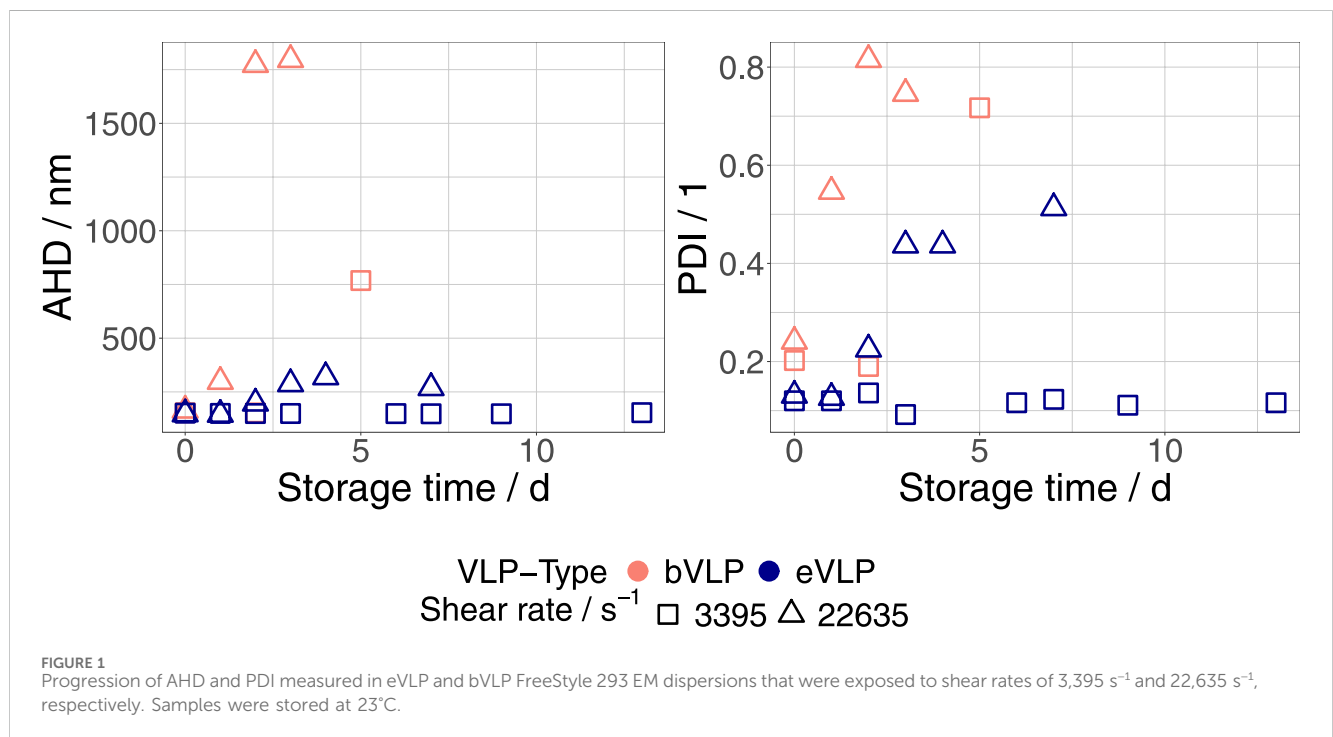 AHD / nm
1500
1000
500
0
5
10
Storage time / d
PDI / 1
0.8
0.6
0.4
0.2
0
5
10
Storage time / d
VLP−Type bVLP eVLP
Shear rate / s−1 3395 22635
FIGURE 1
Progression of AHD and PDI measured in eVLP and bVLP FreeStyle 293 EM dispersions that were exposed to shear rates of 3,395 s−1 and 22,635 s−1,
respectively. Samples were stored at 23°C.